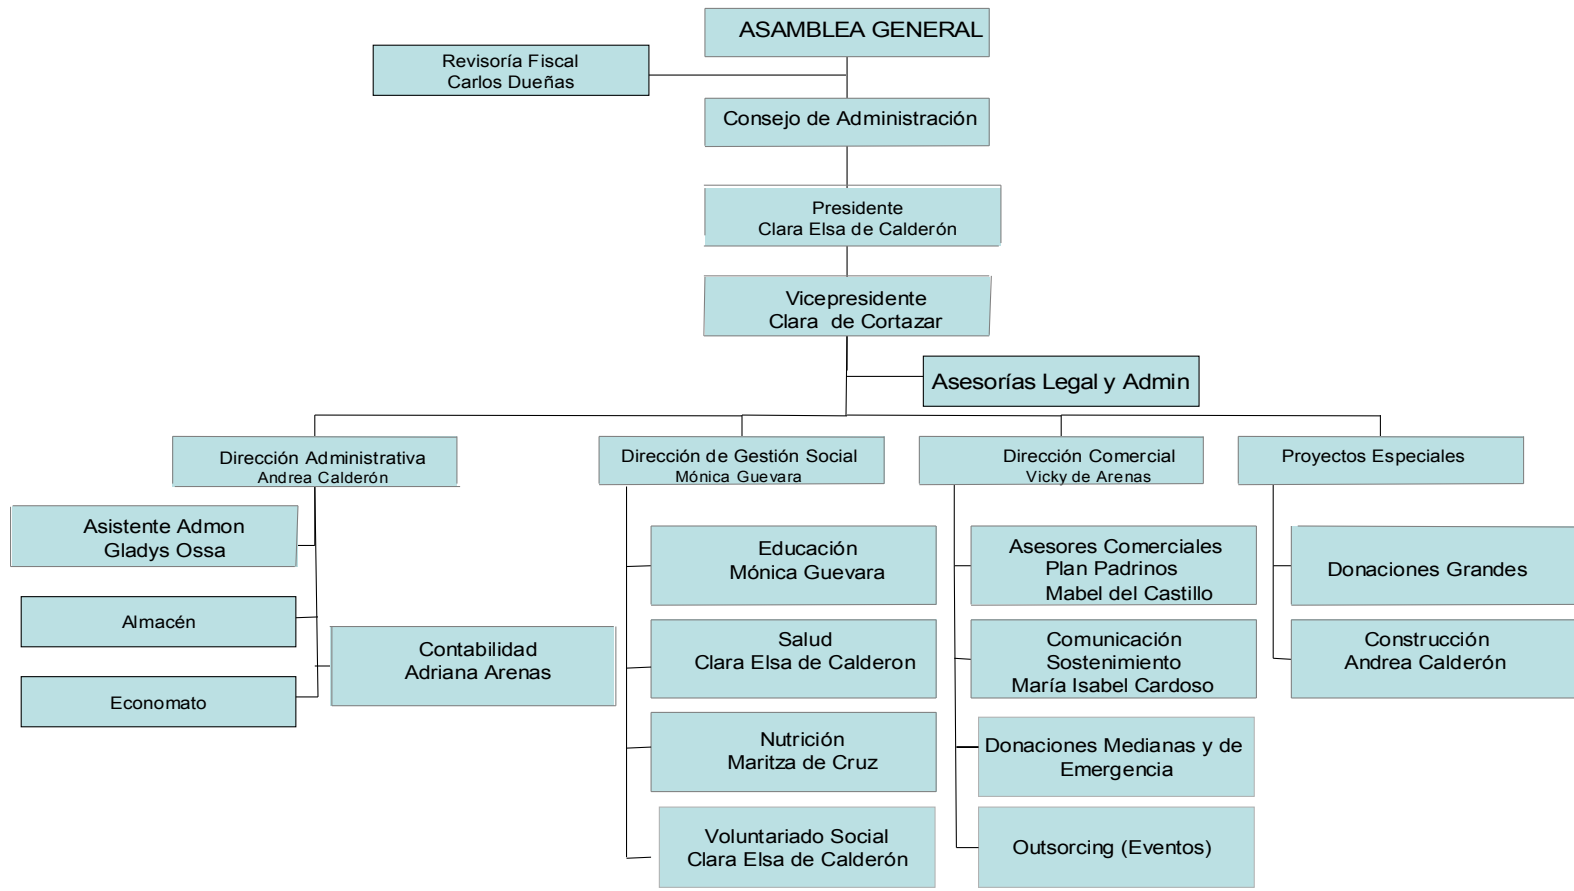 ASAMBLEA GENERAL
Revisoría Fiscal
Carlos Dueñas
Consejo de Administración
Presidente
Clara Elsa de Calderón
Vicepresidente
Clara de Cortazar
Asesorías Legal y Admin
Dirección Administrativa
Andrea Calderón
Dirección de Gestión Social
Mónica Guevara
Dirección Comercial
Vicky de Arenas
Proyectos Especiales
Asistente Admon
Gladys Ossa
Almacén
Economato
Contabilidad
Adriana Arenas
Educación
Mónica Guevara
Salud
Clara Elsa de Calderon
Nutrición
Maritza de Cruz
Voluntariado Social
Clara Elsa de Calderón
Asesores Comerciales
Plan Padrinos
Mabel del Castillo
Comunicación
Sostenimiento
María Isabel Cardoso
Donaciones Medianas y de
Emergencia
Outsorcing (Eventos)
Donaciones Grandes
Construcción
Andrea Calderón